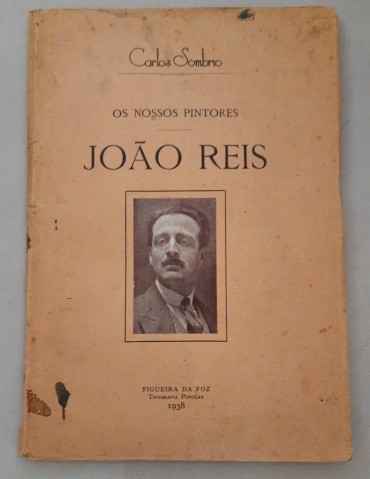 Carlos Sombrio
OS NOSSOS PINTORES
JOÃO REIS
FIGUEIRA DA FOZ
TIPOGRAFIA POPULAR
1938